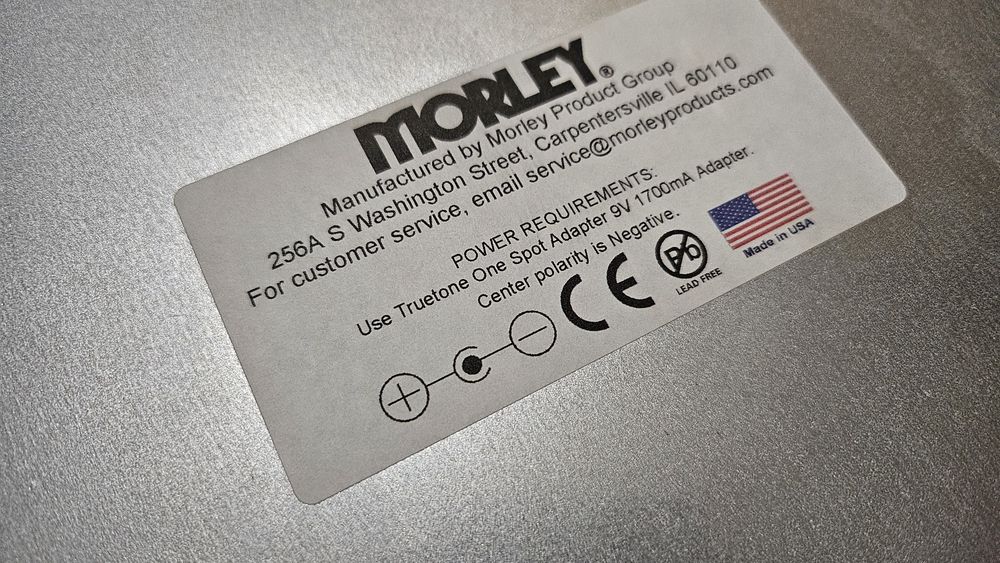 MORLEY®
Manufactured by Morley Product Group
256A S Washington Street, Carpentersville IL 60110
For customer service, email service@morleyproducts.com
POWER REQUIREMENTS:
Use Truetone One Spot Adapter 9V 1700mA Adapter.
Center polarity is Negative.
+ −
CE
Pb
LEAD FREE
Made in USA